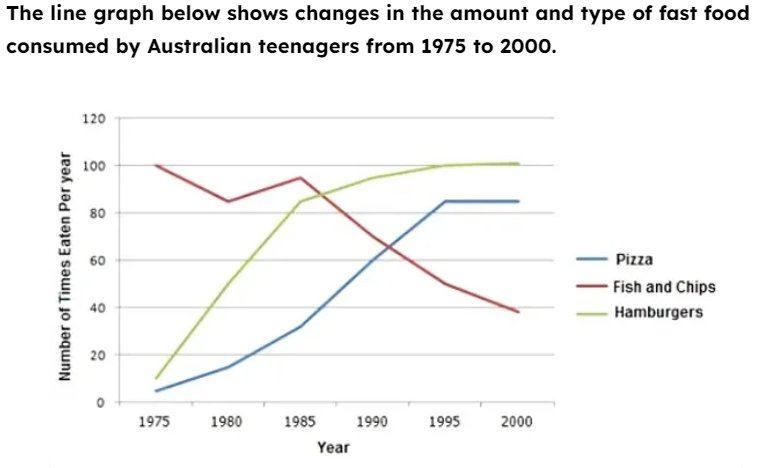 The line graph below shows changes in the amount and type of fast food
consumed by Australian teenagers from 1975 to 2000.
Number of Times Eaten Per year
120
100
80
60
40
20
0
1975 1980 1985 1990 1995 2000
Year
Pizza
Fish and Chips
Hamburgers